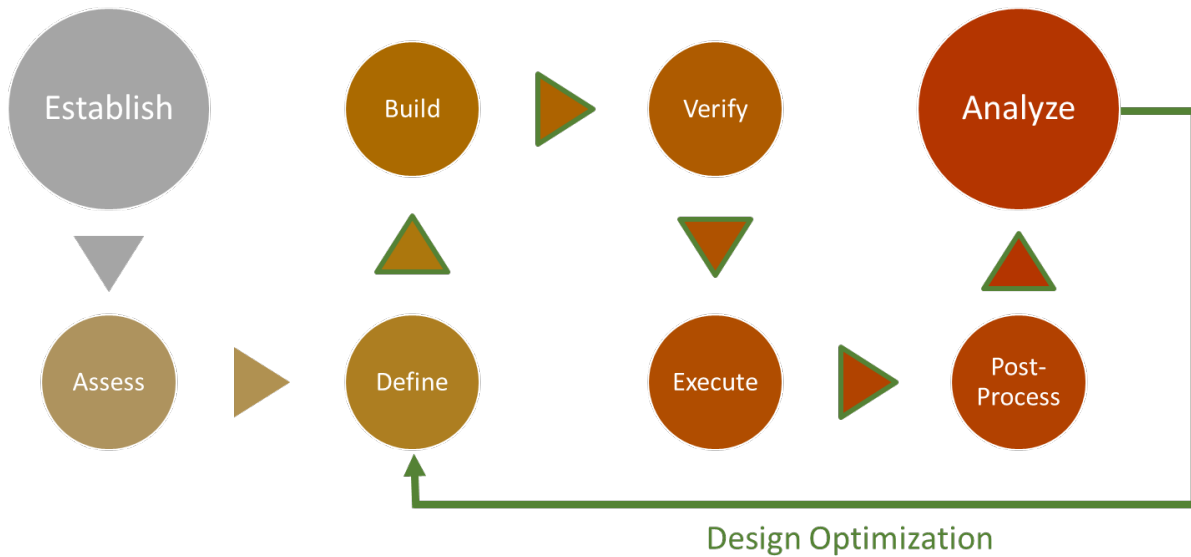 Establish
Build
Verify
Analyze
Assess
Define
Execute
Post-
Process
Design Optimization